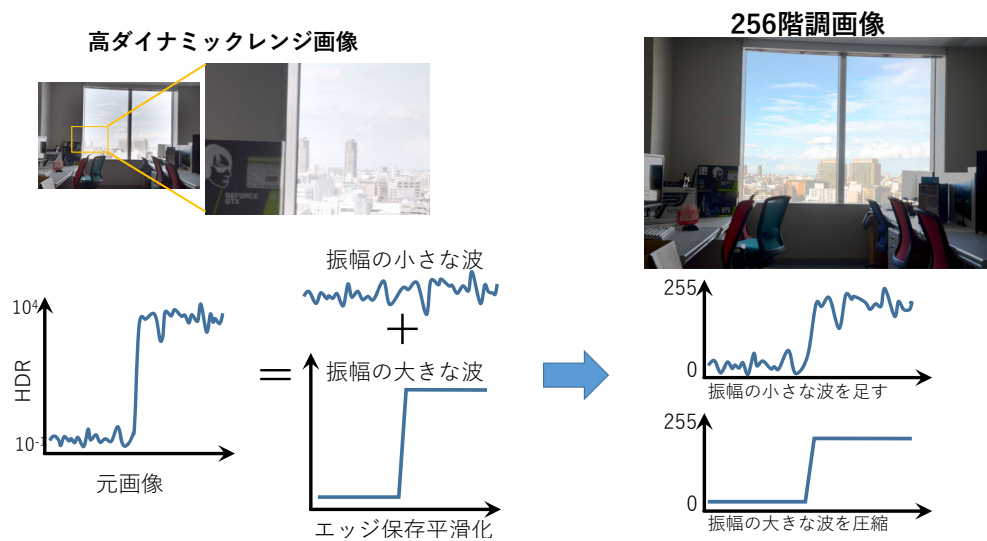 高ダイナミックレンジ画像
256階調画像
GEFORCE
GTX
振幅の小さな波
+
振幅の大きな波
=
10⁴
HDR
10⁻¹
元画像
エッジ保存平滑化
255
0
振幅の小さな波を足す
255
0
振幅の大きな波を圧縮